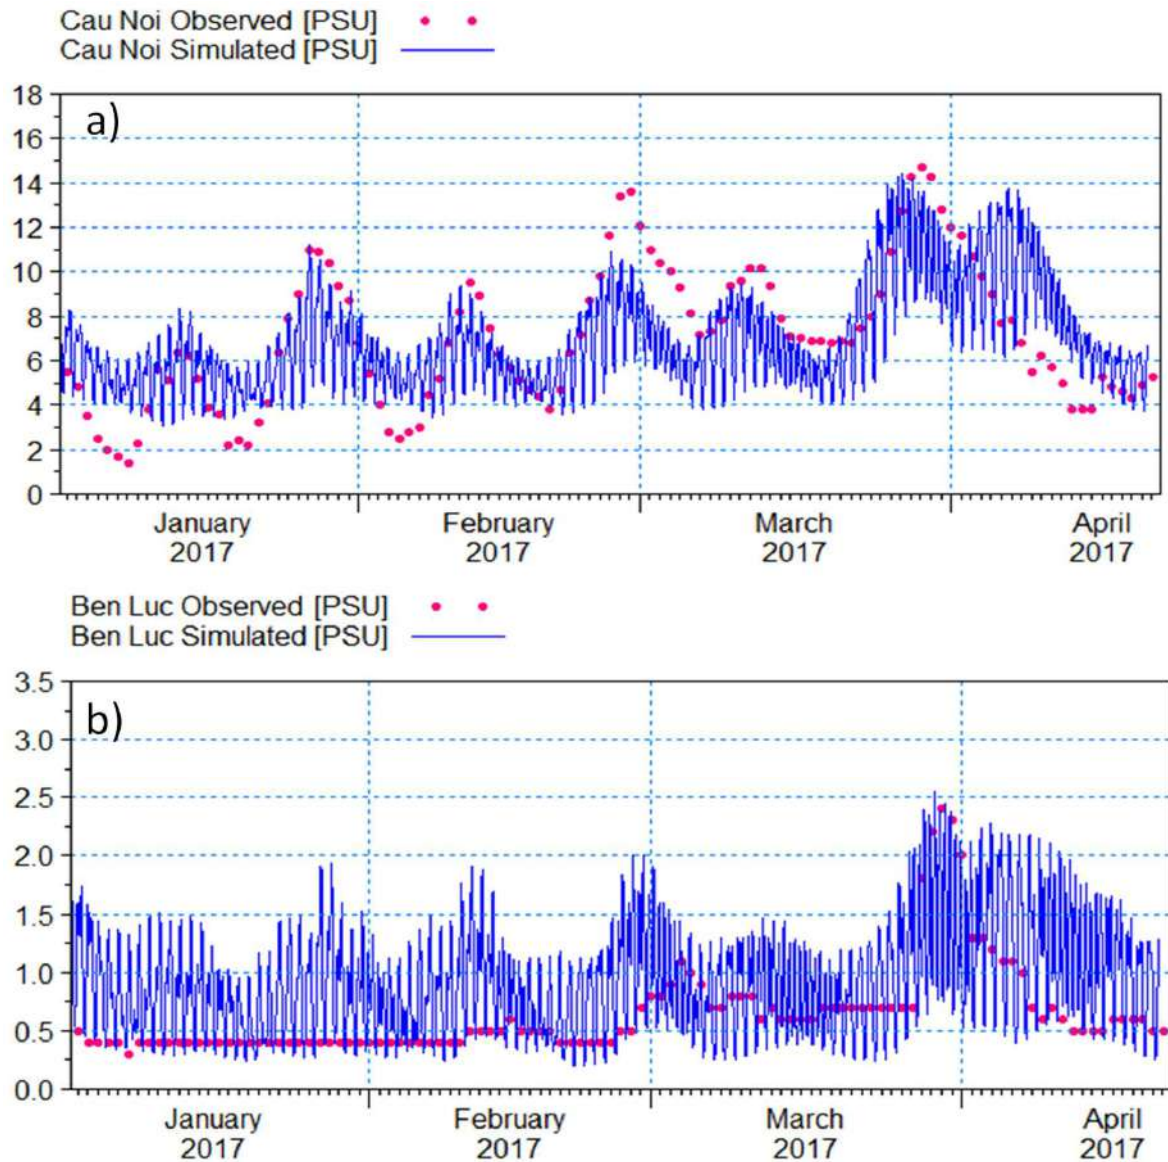 Cau Noi Observed [PSU]
Cau Noi Simulated [PSU]
18
a)
16
14
12
10
8
6
4
2
0
January February March April
2017 2017 2017 2017
Ben Luc Observed [PSU]
Ben Luc Simulated [PSU]
3.5
b)
3.0
2.5
2.0
1.5
1.0
0.5
0.0
January February March April
2017 2017 2017 2017